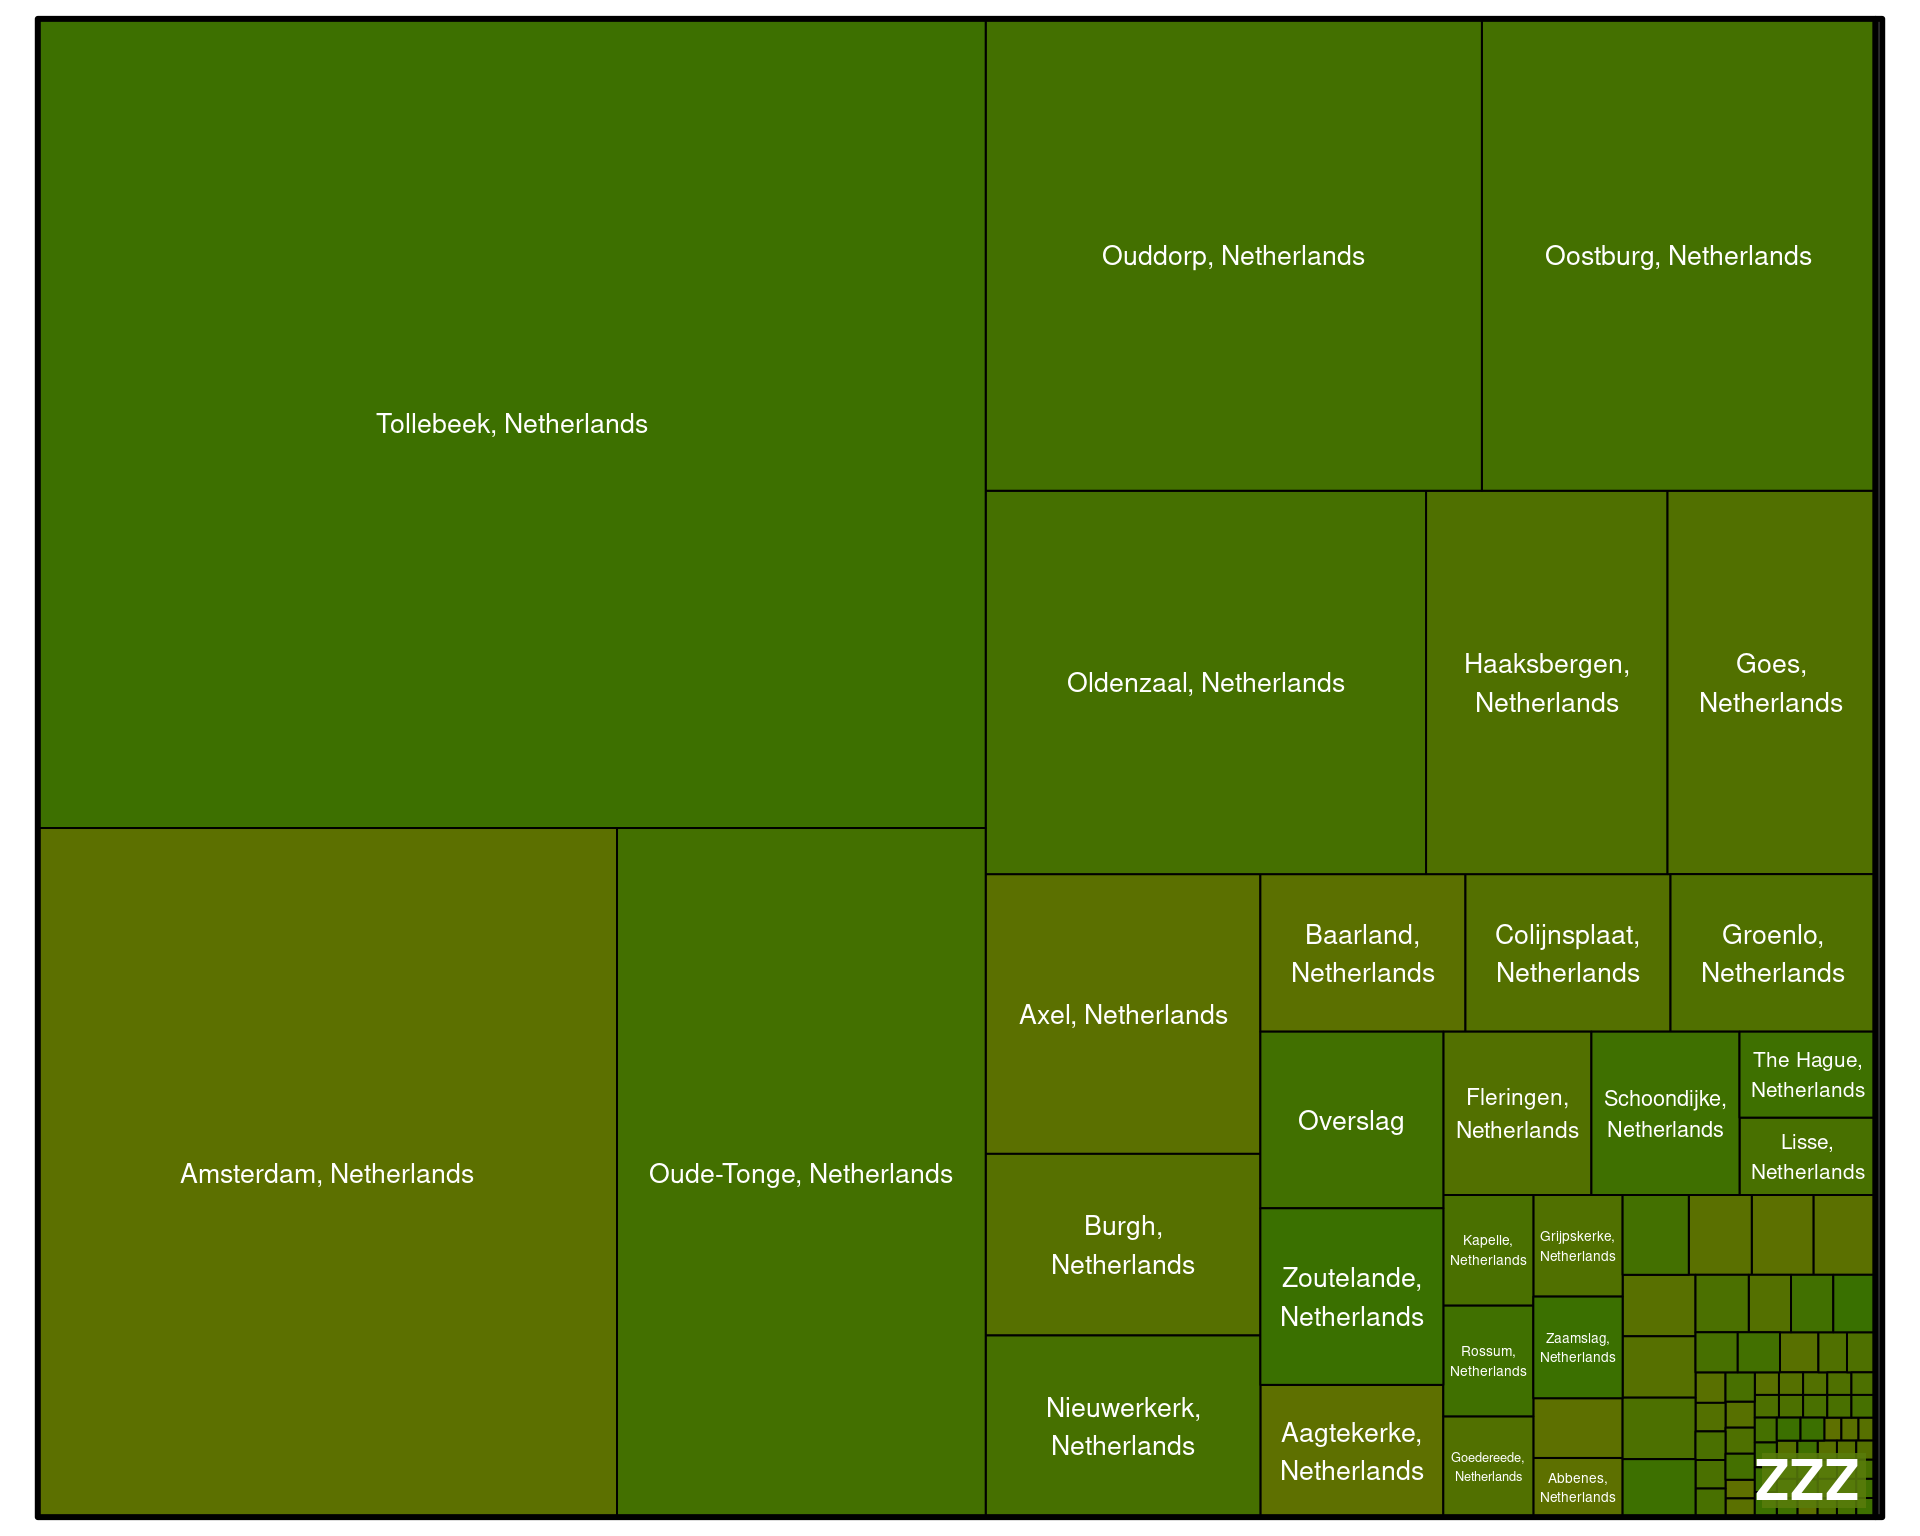 Tollebeek, Netherlands
Ouddorp, Netherlands
Oostburg, Netherlands
Oldenzaal, Netherlands
Haaksbergen,
Netherlands
Goes,
Netherlands
Amsterdam, Netherlands
Oude-Tonge, Netherlands
Axel, Netherlands
Burgh,
Netherlands
Nieuwerkerk,
Netherlands
Baarland,
Netherlands
Colijnsplaat,
Netherlands
Groenlo,
Netherlands
Overslag
Zoutelande,
Netherlands
Aagtekerke,
Netherlands
Fleringen,
Netherlands
Schoondijke,
Netherlands
The Hague,
Netherlands
Lisse,
Netherlands
Kapelle,
Netherlands
Rossum,
Netherlands
Goedereede,
Netherlands
Grijpskerke,
Netherlands
Zaamslag,
Netherlands
Abbenes,
Netherlands
ZZZ